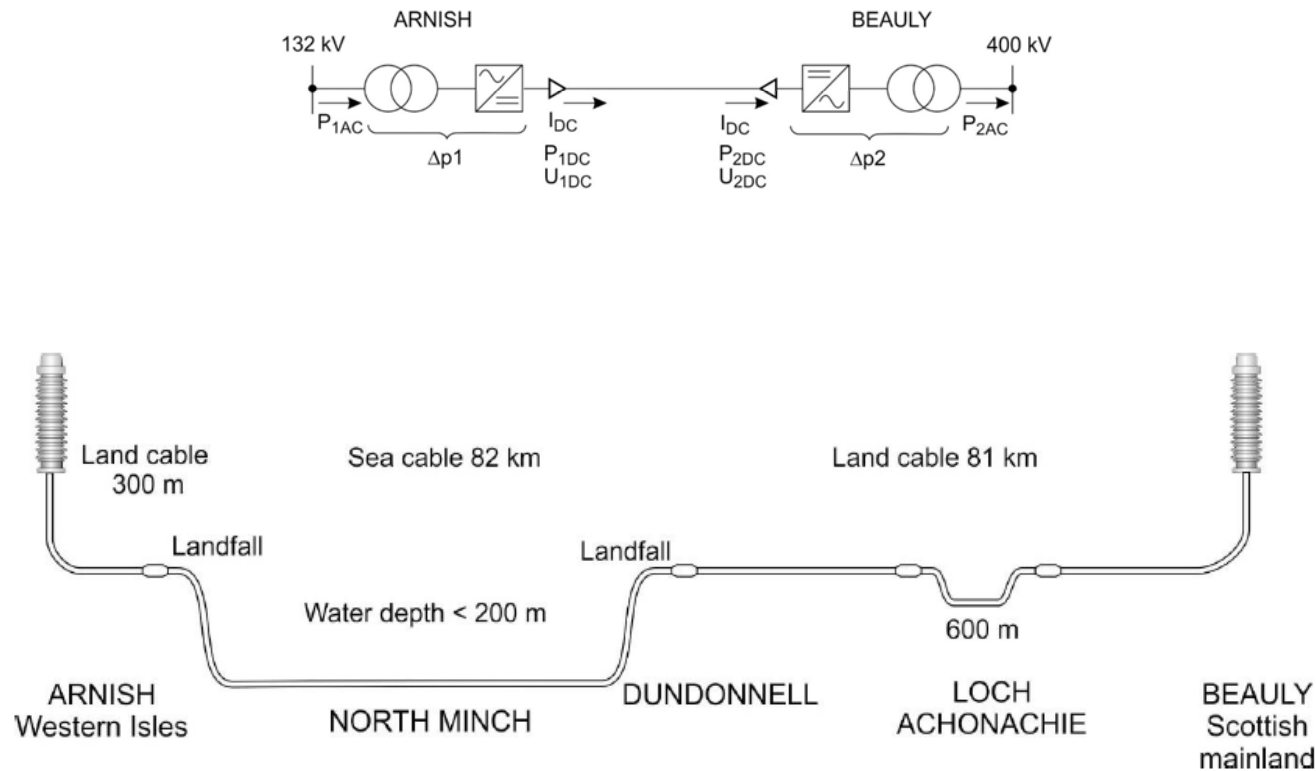 ARNISH
BEAULY
132 kV
400 kV
P1AC
IDC
IDC
P2AC
Δp1
P1DC
P2DC
Δp2
U1DC
U2DC
Land cable
300 m
Sea cable 82 km
Land cable 81 km
Landfall
Landfall
Water depth < 200 m
600 m
ARNISH
Western Isles
NORTH MINCH
DUNDONNELL
LOCH
ACHONACHIE
BEAULY
Scottish
mainland